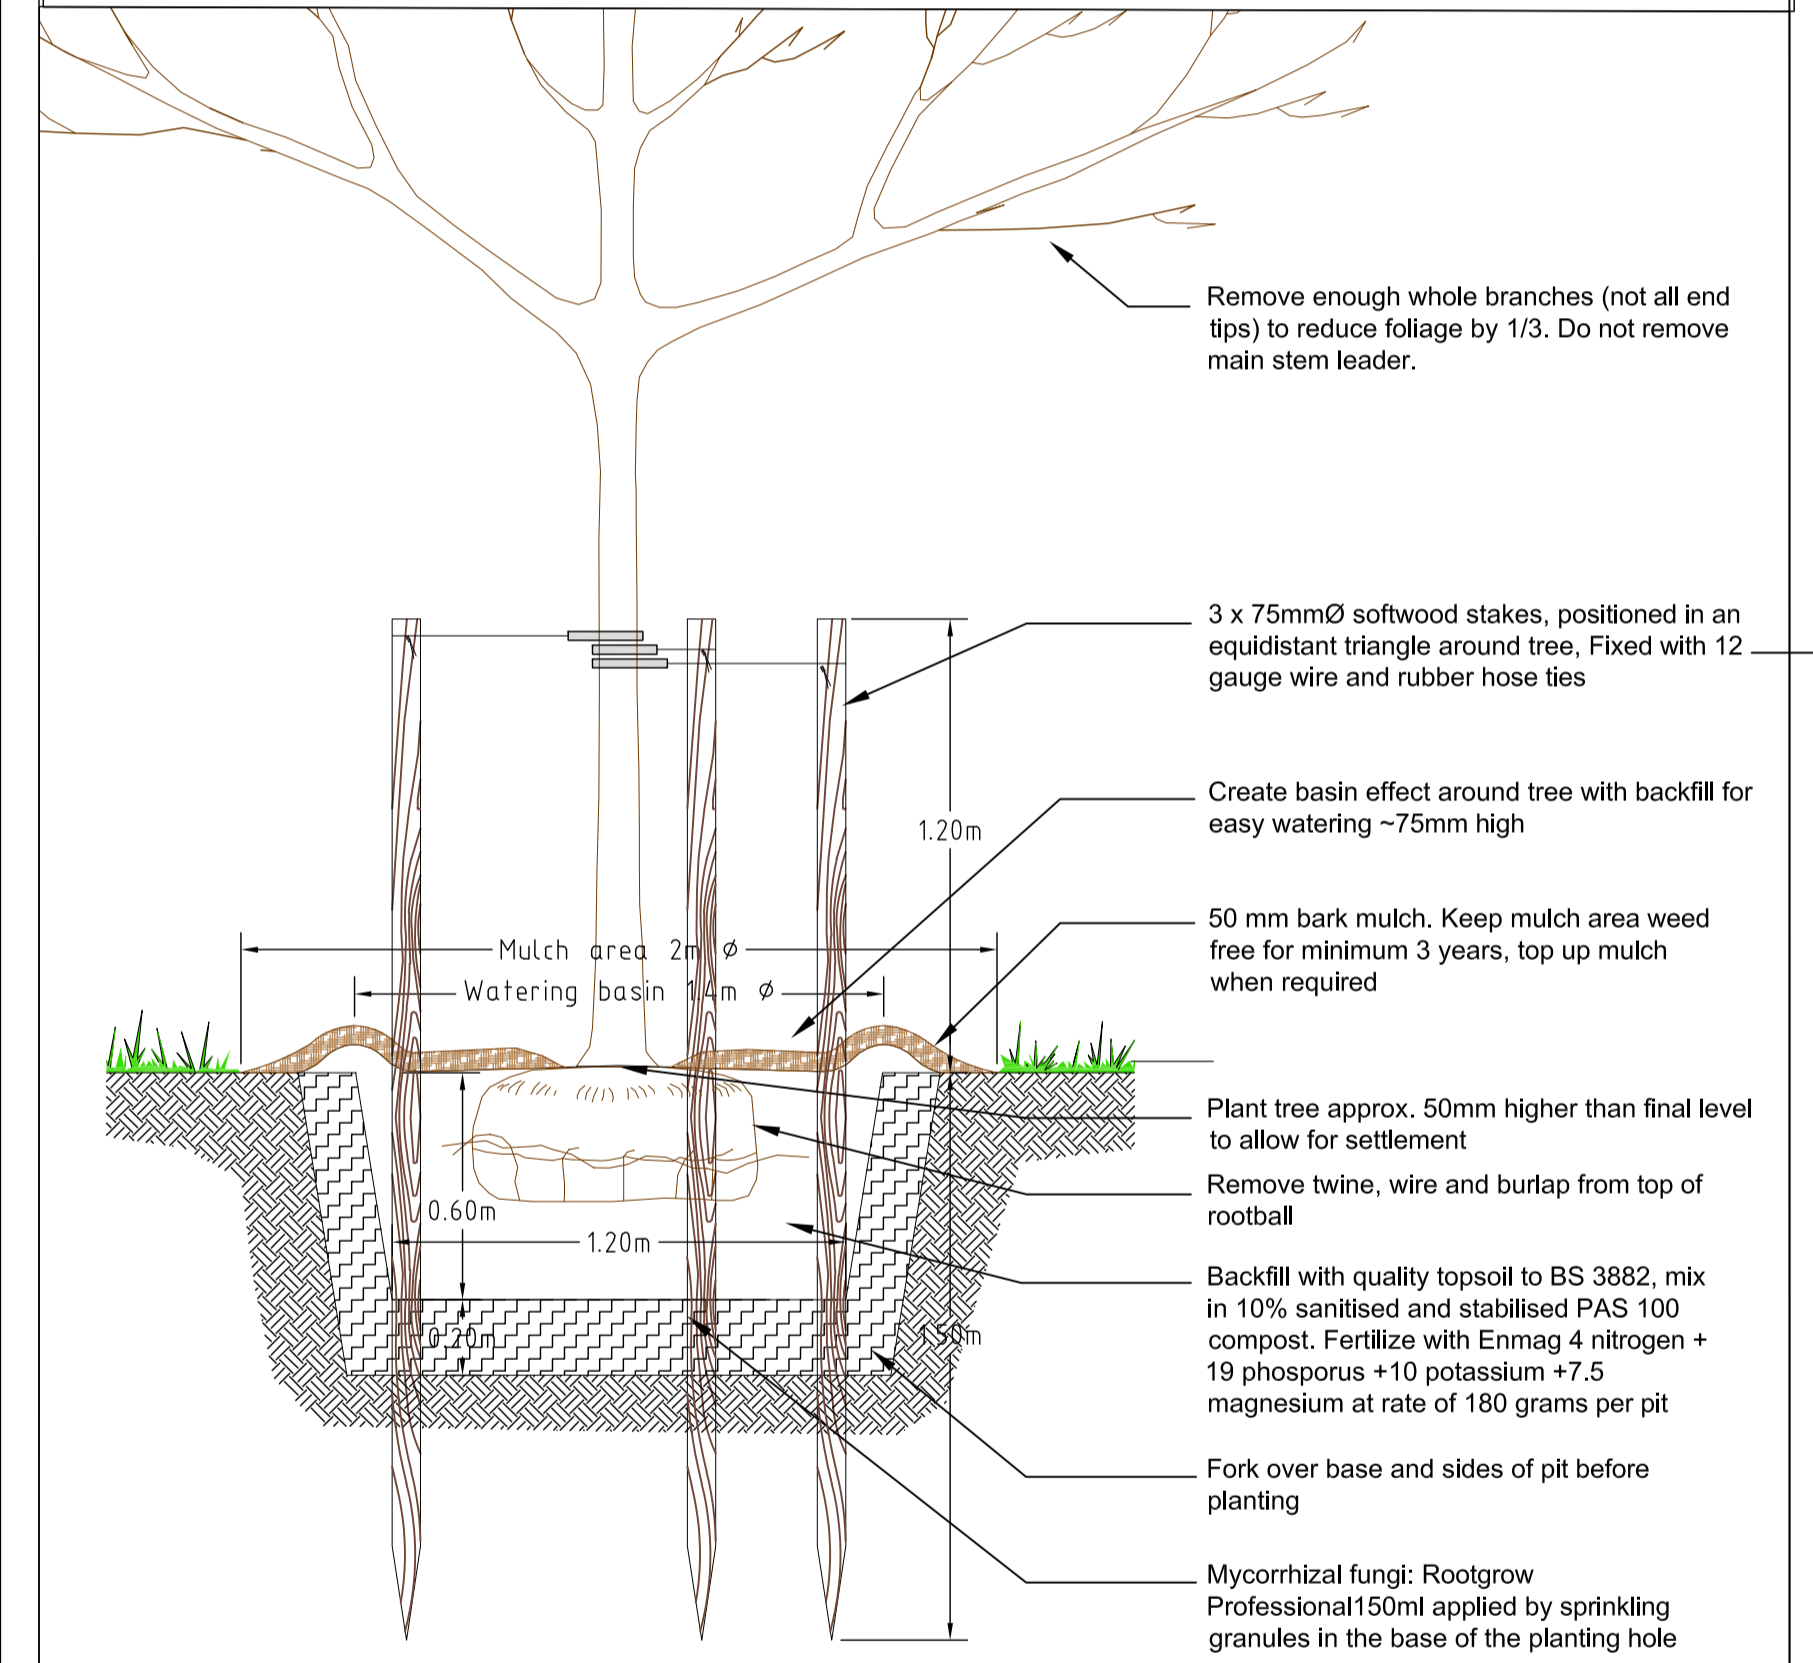 Remove enough whole branches (not all end
tips) to reduce foliage by 1/3. Do not remove
main stem leader.
3 x 75mmØ softwood stakes, positioned in an
equidistant triangle around tree, Fixed with 12
gauge wire and rubber hose ties
Create basin effect around tree with backfill for
easy watering ~75mm high
1.20m
50 mm bark mulch. Keep mulch area weed
free for minimum 3 years, top up mulch
when required
Mulch area 2m ø
Watering basin 1.4m ø
Plant tree approx. 50mm higher than final level
to allow for settlement
Remove twine, wire and burlap from top of
rootball
0.60m
1.20m
Backfill with quality topsoil to BS 3882, mix
in 10% sanitised and stabilised PAS 100
compost. Fertilize with Enmag 4 nitrogen +
19 phosporus +10 potassium +7.5
magnesium at rate of 180 grams per pit
0.20m
1.50m
Fork over base and sides of pit before
planting
Mycorrhizal fungi: Rootgrow
Professional150ml applied by sprinkling
granules in the base of the planting hole